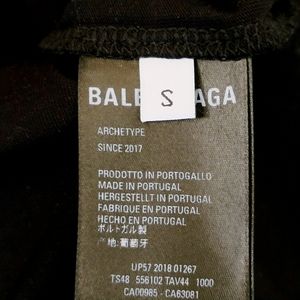 BALE S AGA
ARCHETYPE
SINCE 2017
PRODOTTO IN PORTOGALLO
MADE IN PORTUGAL
HERGESTELLT IN PORTUGAL
FABRIQUE EN PORTUGAL
HECHO EN PORTUGAL
ポルトガル製
产地:葡萄牙
UP57 2018 01267
TS48 556102 TAV44 1000
CA00985 - CA63081